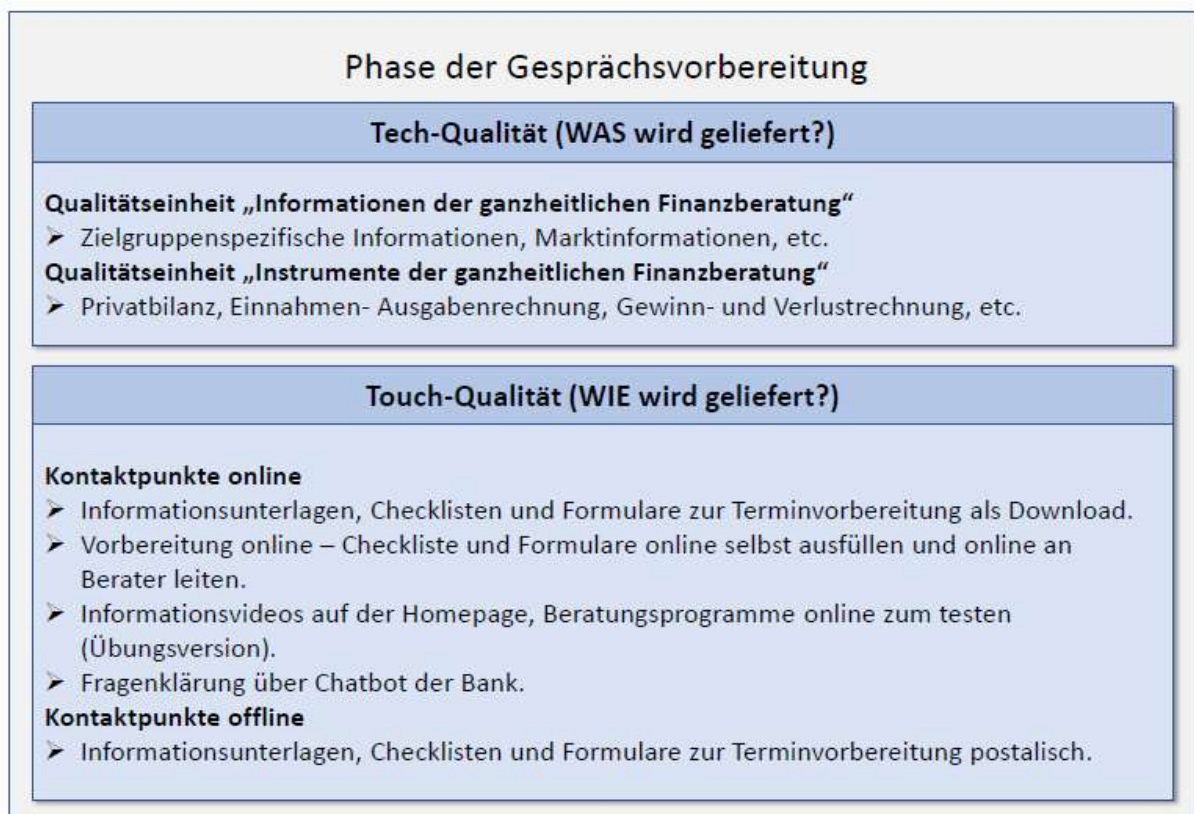 Phase der Gesprächsvorbereitung
Tech-Qualität (WAS wird geliefert?)
Qualitätseinheit „Informationen der ganzheitlichen Finanzberatung“
➢ Zielgruppenspezifische Informationen, Marktinformationen, etc.
Qualitätseinheit „Instrumente der ganzheitlichen Finanzberatung“
➢ Privatbilanz, Einnahmen- Ausgabenrechnung, Gewinn- und Verlustrechnung, etc.
Touch-Qualität (WIE wird geliefert?)
Kontaktpunkte online
➢ Informationsunterlagen, Checklisten und Formulare zur Terminvorbereitung als Download.
➢ Vorbereitung online – Checkliste und Formulare online selbst ausfüllen und online an
Berater leiten.
➢ Informationsvideos auf der Homepage, Beratungsprogramme online zum testen
(Übungsversion).
➢ Fragenklärung über Chatbot der Bank.
Kontaktpunkte offline
➢ Informationsunterlagen, Checklisten und Formulare zur Terminvorbereitung postalisch.